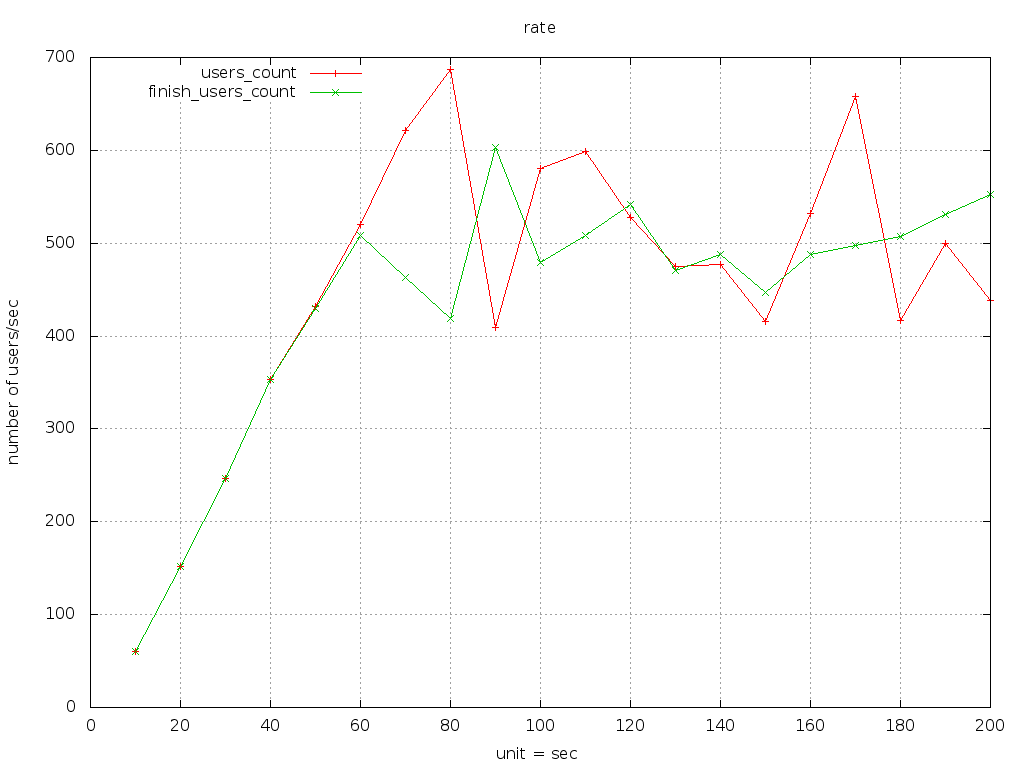 rate
users_count
finish_users_count
700
600
500
400
300
200
100
0
number of users/sec
0 20 40 60 80 100 120 140 160 180 200
unit = sec